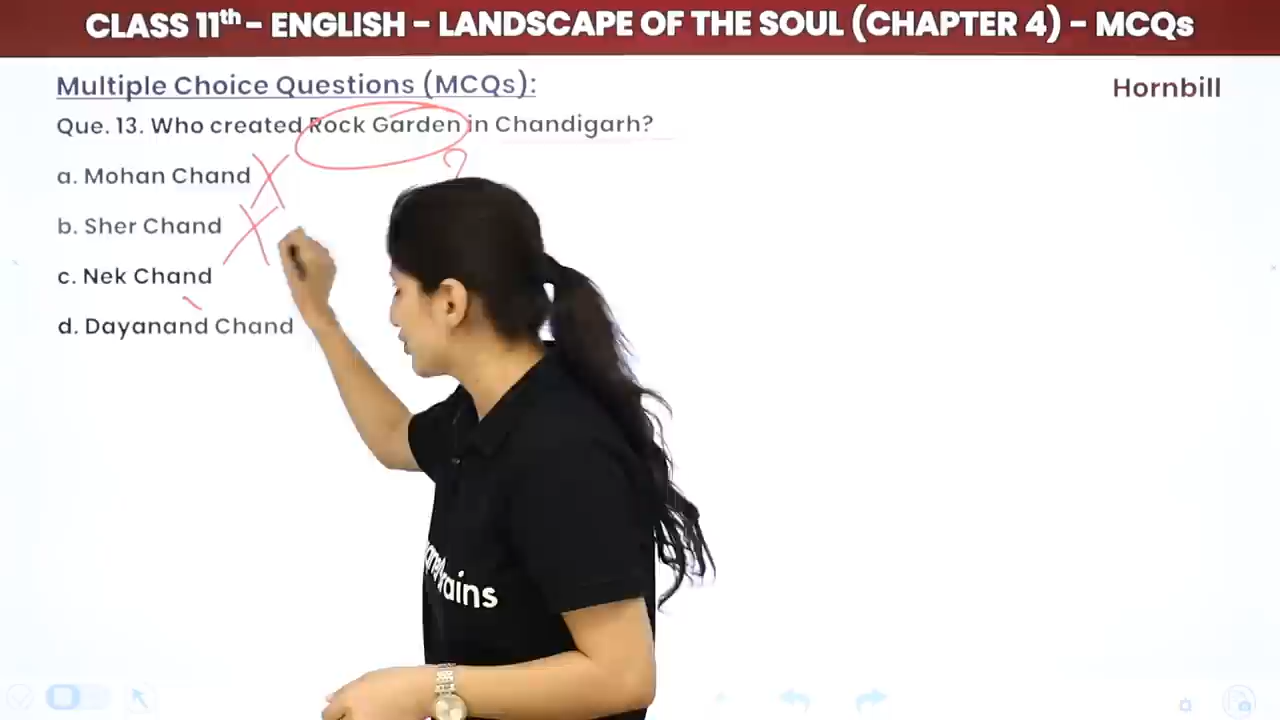 CLASS 11th - ENGLISH - LANDSCAPE OF THE SOUL (CHAPTER 4) - MCQs
Multiple Choice Questions (MCQs):
Hornbill
Que. 13. Who created Rock Garden in Chandigarh?
a. Mohan Chand
b. Sher Chand
c. Nek Chand
d. Dayanand Chand